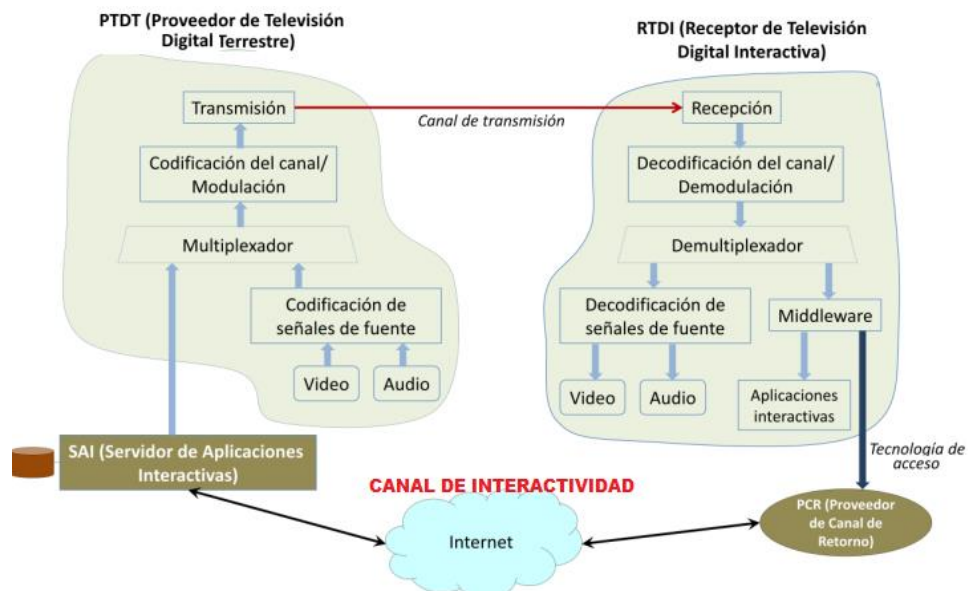 PTDT (Proveedor de Televisión
Digital Terrestre)
RTDI (Receptor de Televisión
Digital Interactiva)
Transmisión
Canal de transmisión
Recepción
Codificación del canal/
Modulación
Decodificación del canal/
Demodulación
Multiplexador
Demultiplexador
Codificación de
señales de fuente
Decodificación de
señales de fuente
Middleware
Video
Audio
Video
Audio
Aplicaciones
interactivas
SAI (Servidor de Aplicaciones
Interactivas)
Tecnología de
acceso
CANAL DE INTERACTIVIDAD
Internet
PCR (Proveedor
de Canal de
Retorno)